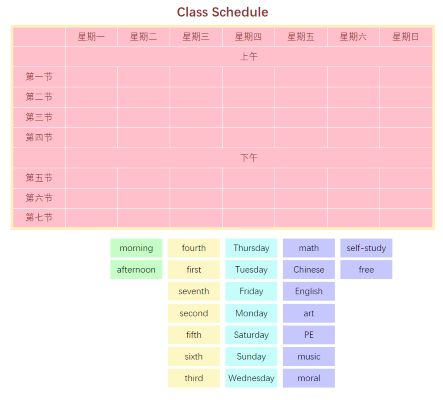 Class Schedule
星期一 星期二 星期三 星期四 星期五 星期六 星期日
上午
第一节
第二节
第三节
第四节
下午
第五节
第六节
第七节
morning fourth Thursday math self-study
afternoon first Tuesday Chinese free
seventh Friday English
second Monday art
fifth Saturday PE
sixth Sunday music
third Wednesday moral